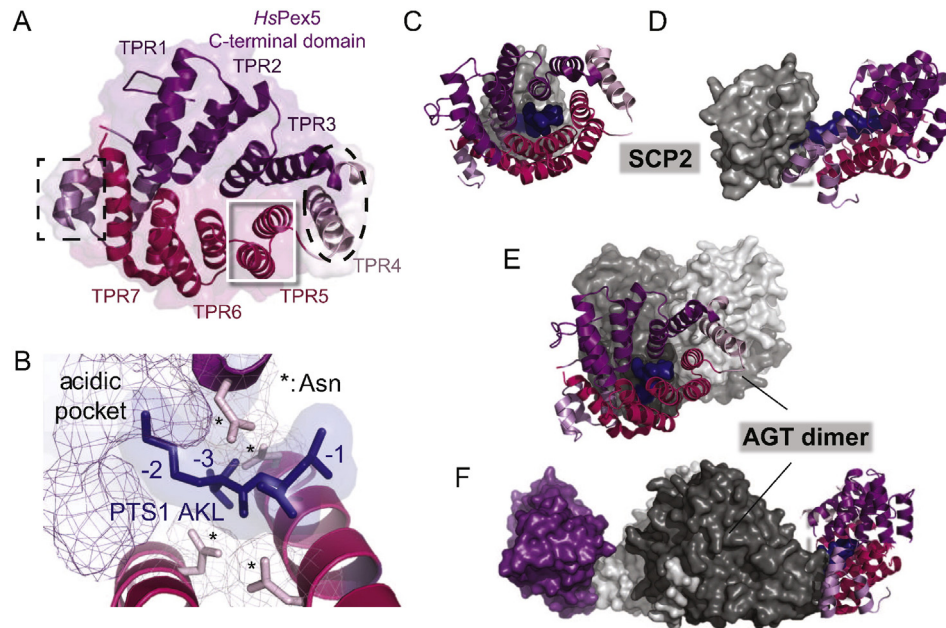 A
HsPex5
C-terminal domain
TPR1
TPR2
TPR3
TPR4
TPR5
TPR6
TPR7
B
acidic
pocket
*:Asn
*
*
*
*
-1
-2
-3
PTS1 AKL
C
D
SCP2
E
AGT dimer
F